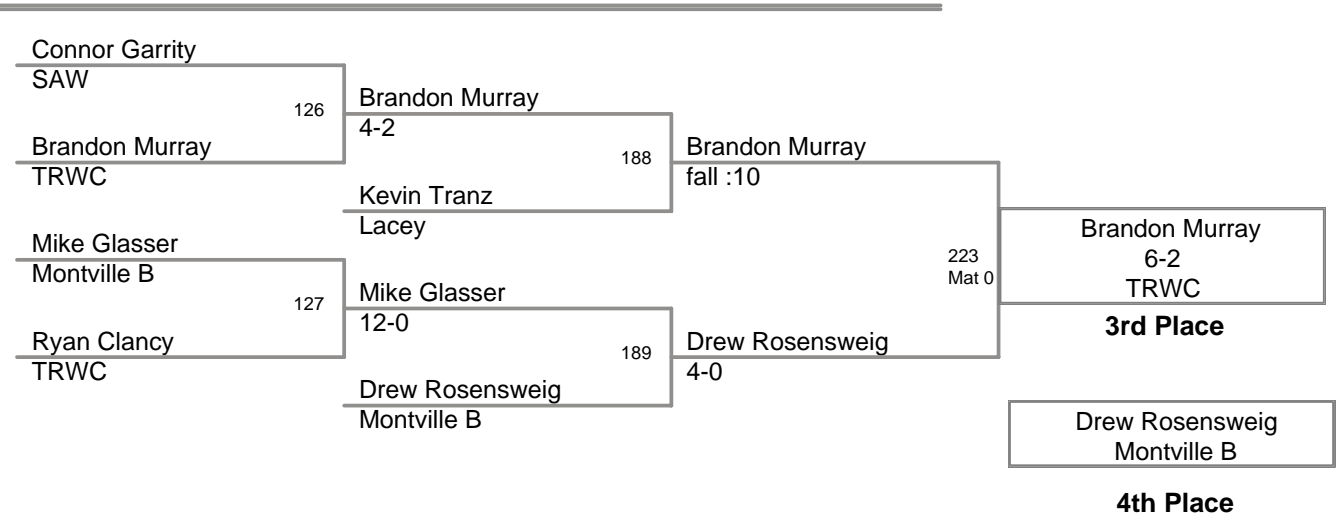 Connor Garrity
SAW
126
Brandon Murray
TRWC
Brandon Murray
4-2
188
Kevin Tranz
Lacey
Mike Glasser
Montville B
127
Ryan Clancy
TRWC
Mike Glasser
12-0
189
Drew Rosensweig
Montville B
Brandon Murray
fall :10
223
Mat 0
Drew Rosensweig
4-0
Brandon Murray
6-2
TRWC
3rd Place
Drew Rosensweig
Montville B
4th Place